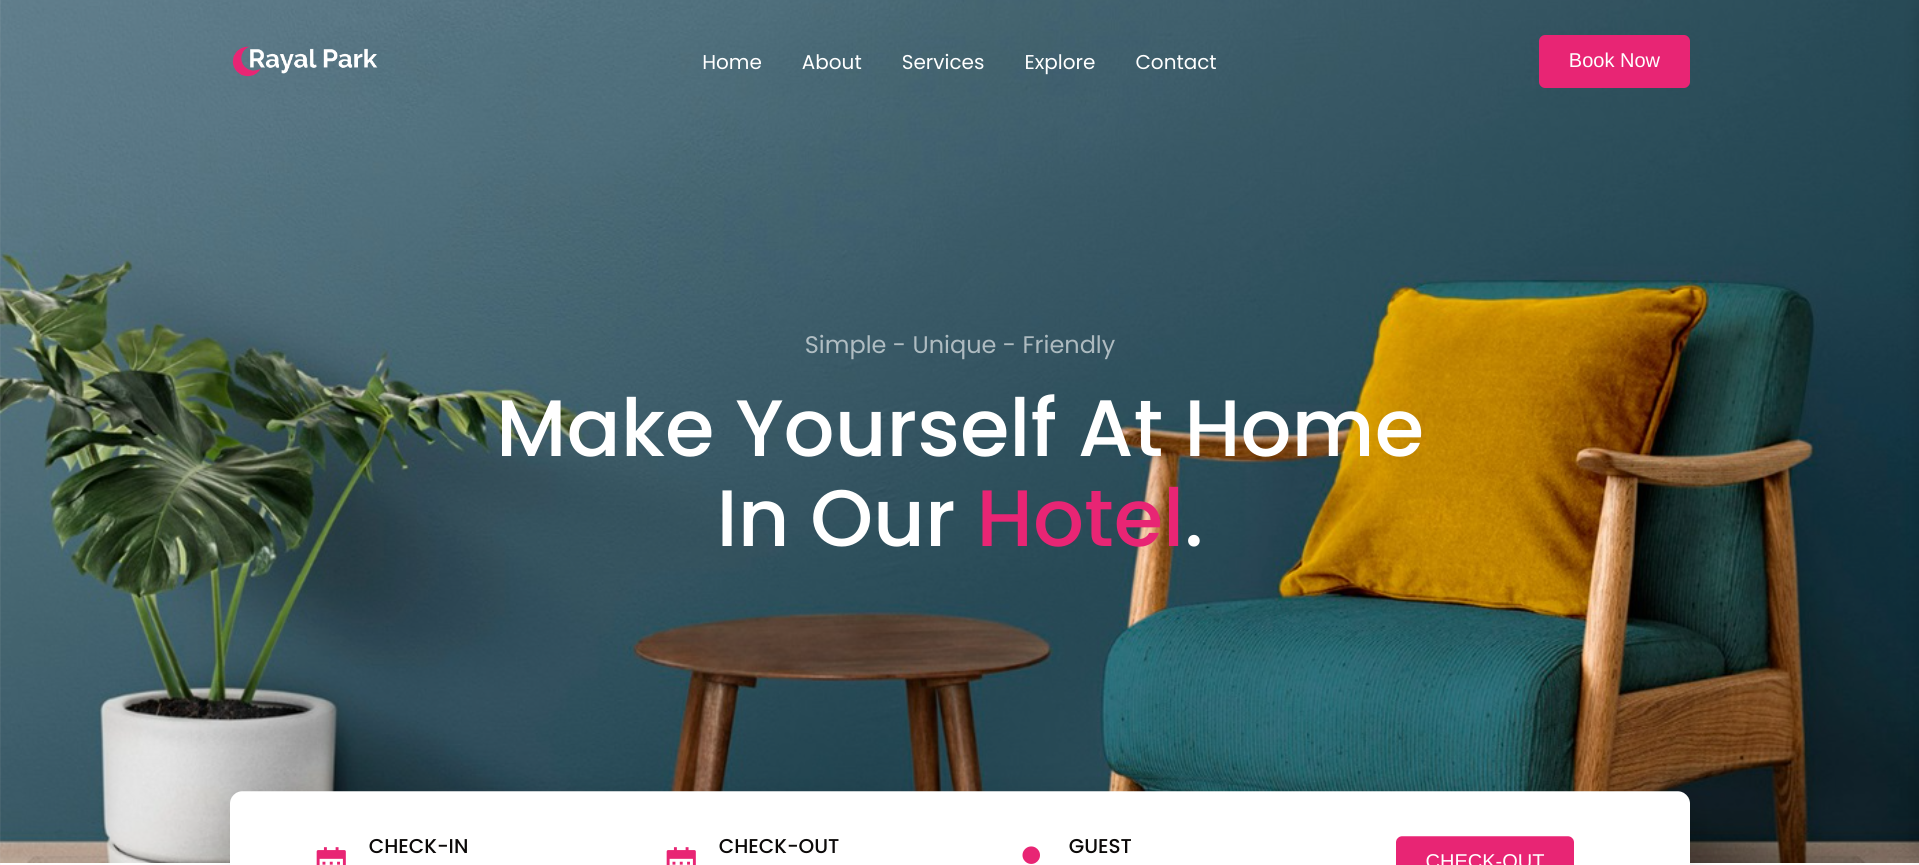 Rayal Park
Home About Services Explore Contact
Book Now
Simple - Unique - Friendly
Make Yourself At Home
In Our Hotel.
CHECK-IN
CHECK-OUT
GUEST
CHECK-OUT